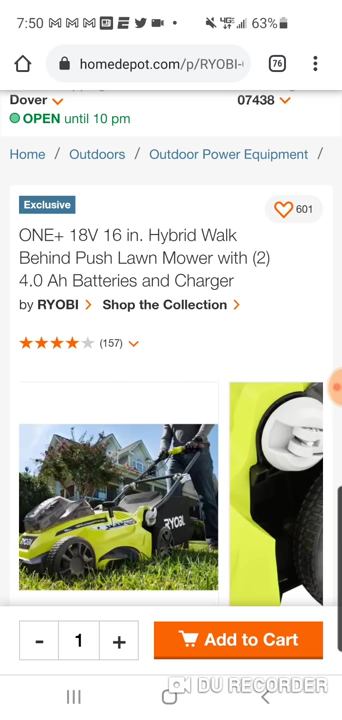 7:50 63%
homedepot.com/p/RYOBI- 76
Dover 07438
OPEN until 10 pm
Home / Outdoors / Outdoor Power Equipment /
Exclusive
601
ONE+ 18V 16 in. Hybrid Walk
Behind Push Lawn Mower with (2)
4.0 Ah Batteries and Charger
by RYOBI > Shop the Collection >
(157)
RYOBI
- 1 +
Add to Cart
DU RECORDER